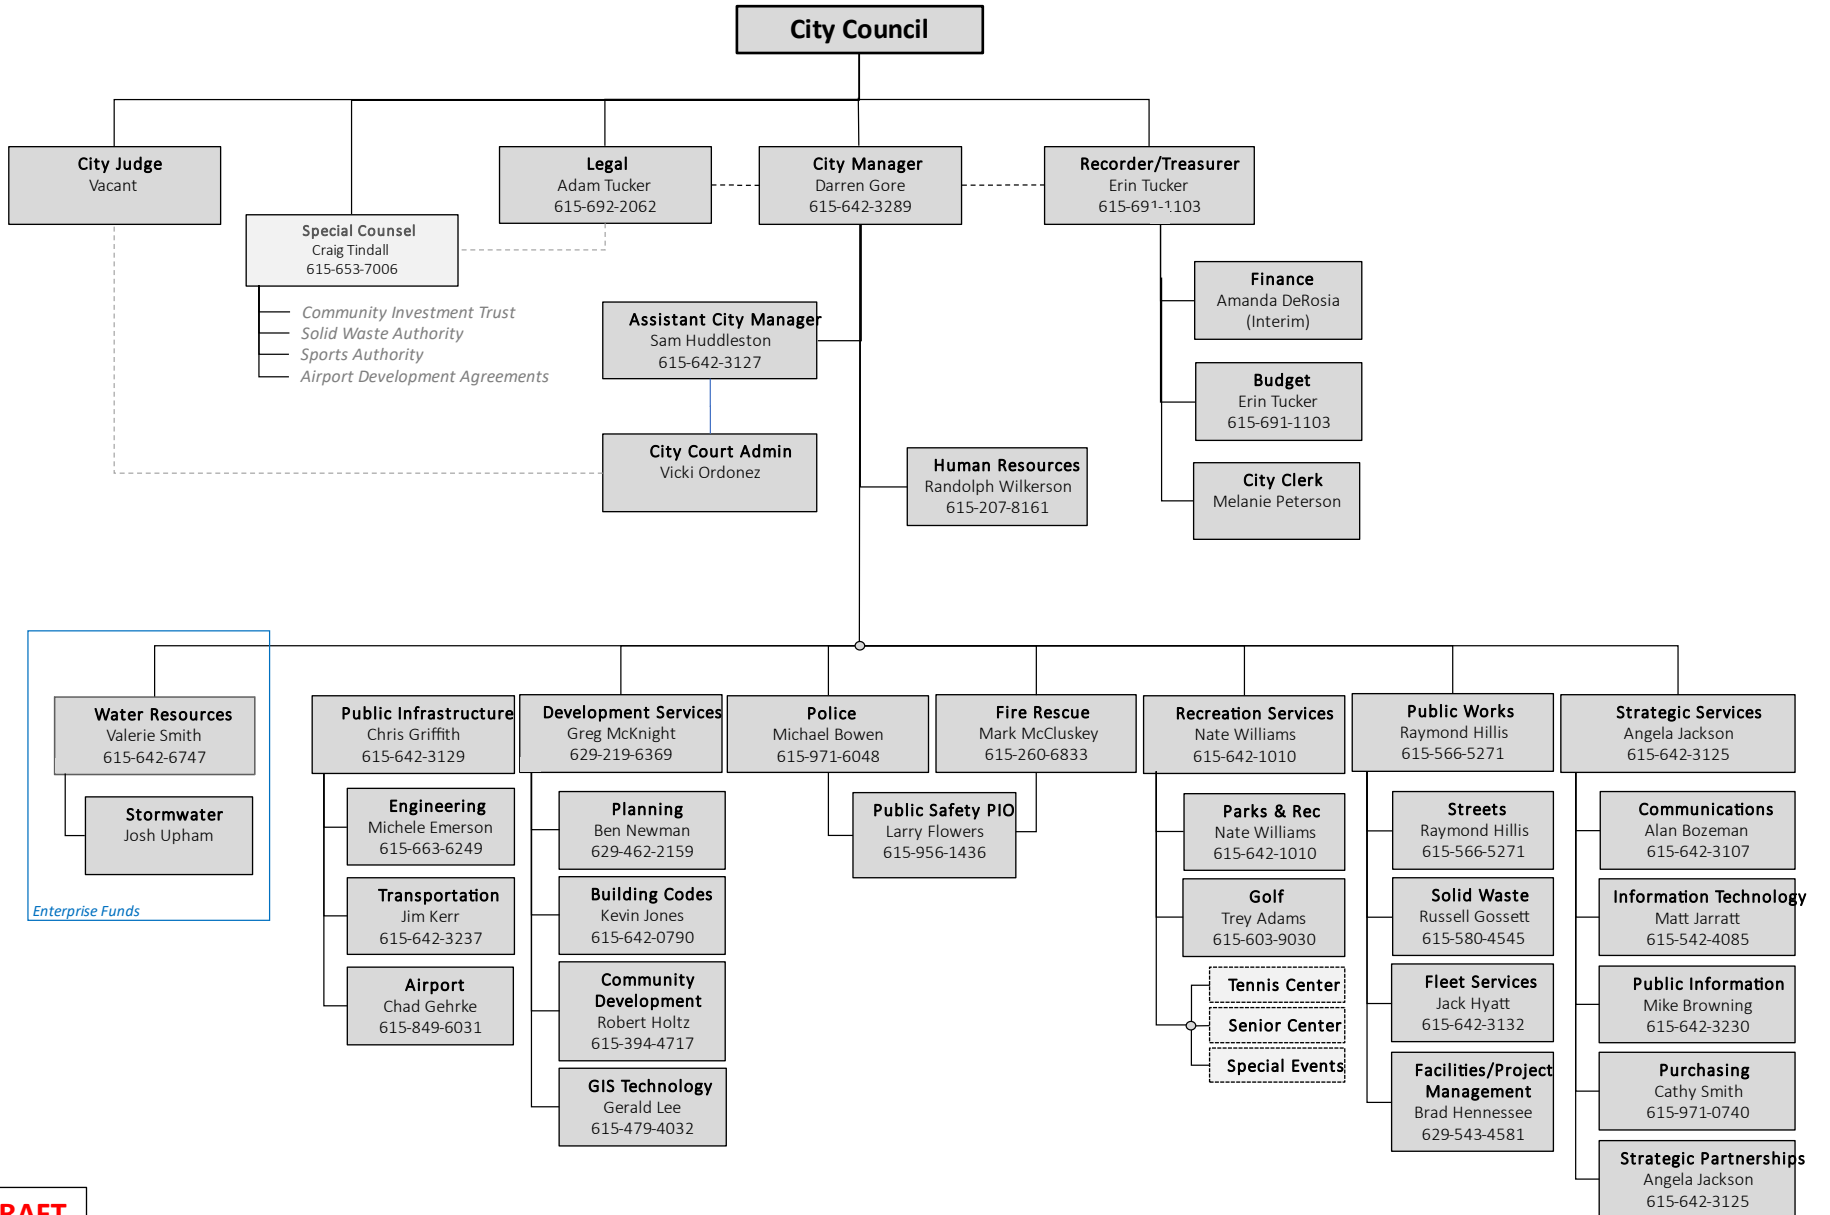 City Council
City Judge
Vacant
Special Counsel
Craig Tindall
615-653-7006
Community Investment Trust
Solid Waste Authority
Sports Authority
Airport Development Agreements
Legal
Adam Tucker
615-692-2062
City Manager
Darren Gore
615-642-3289
Recorder/Treasurer
Erin Tucker
615-691-1103
Assistant City Manager
Sam Huddleston
615-642-3127
City Court Admin
Vicki Ordonez
Human Resources
Randolph Wilkerson
615-207-8161
Finance
Amanda DeRosia
(Interim)
Budget
Erin Tucker
615-691-1103
City Clerk
Melanie Peterson
Water Resources
Valerie Smith
615-642-6747
Stormwater
Josh Upham
Enterprise Funds
Public Infrastructure
Chris Griffith
615-642-3129
Engineering
Michele Emerson
615-663-6249
Transportation
Jim Kerr
615-642-3237
Airport
Chad Gehrke
615-849-6031
Development Services
Greg McKnight
629-219-6369
Planning
Ben Newman
629-462-2159
Building Codes
Kevin Jones
615-642-0790
Community
Development
Robert Holtz
615-394-4717
GIS Technology
Gerald Lee
615-479-4032
Police
Michael Bowen
615-971-6048
Fire Rescue
Mark McCluskey
615-260-6833
Public Safety PIO
Larry Flowers
615-956-1436
Recreation Services
Nate Williams
615-642-1010
Parks & Rec
Nate Williams
615-642-1010
Golf
Trey Adams
615-603-9030
Tennis Center
Senior Center
Special Events
Public Works
Raymond Hillis
615-566-5271
Streets
Raymond Hillis
615-566-5271
Solid Waste
Russell Gossett
615-580-4545
Fleet Services
Jack Hyatt
615-642-3132
Facilities/Project
Management
Brad Hennessee
629-543-4581
Strategic Services
Angela Jackson
615-642-3125
Communications
Alan Bozeman
615-642-3107
Information Technology
Matt Jarratt
615-542-4085
Public Information
Mike Browning
615-642-3230
Purchasing
Cathy Smith
615-971-0740
Strategic Partnerships
Angela Jackson
615-642-3125
RAFT